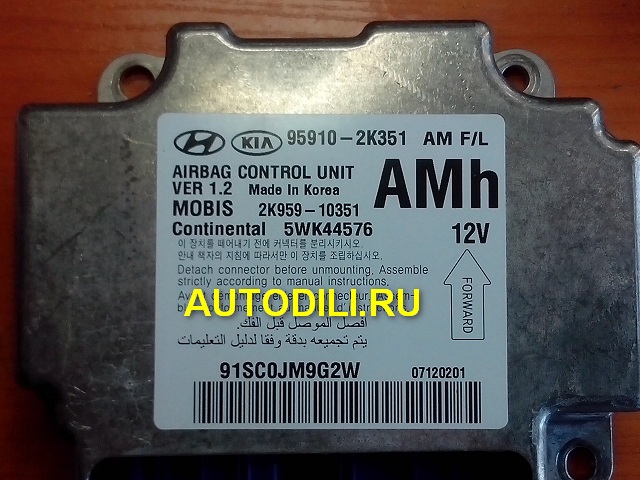 HYUNDAI KIA 95910-2K351 AM F/L
AIRBAG CONTROL UNIT
VER 1.2 Made In Korea
AMh
MOBIS 2K959-10351
Continental 5WK44576
12V
이 장치를 떼어내기 전에 커넥터를 분리시키시오.
안내 책자의 지침에 따라서만 이 장치를 조립하십시오.
Detach connector before unmounting, Assemble
strictly according to manual instructions,
FORWARD
AUTODILI.RU
افصل الموصل قبل الفك.
يتم تجميعه بدقة وفقا لدليل التعليمات
91SC0JM9G2W 07120201